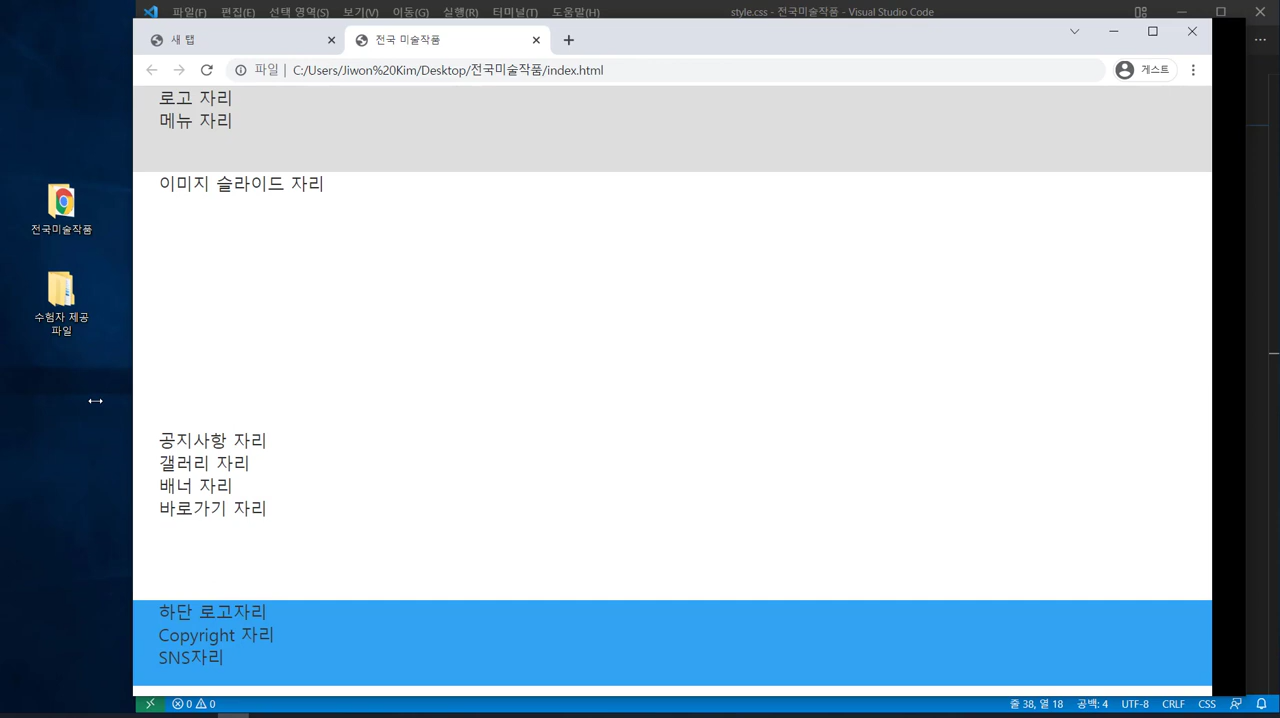 파일(F) 편집(E) 선택 영역(S) 보기(V) 이동(G) 실행(R) 터미널(T) 도움말(H) style.css - 전국미술작품 - Visual Studio Code
새 탭 전국 미술작품
파일 C:/Users/Jiwon%20Kim/Desktop/전국미술작품/index.html 게스트
로고 자리
메뉴 자리
이미지 슬라이드 자리
전국미술작품
수험자 제공
파일
공지사항 자리
갤러리 자리
배너 자리
바로가기 자리
하단 로고자리
Copyright 자리
SNS자리
0 0 줄 38, 열 18 공백: 4 UTF-8 CRLF CSS